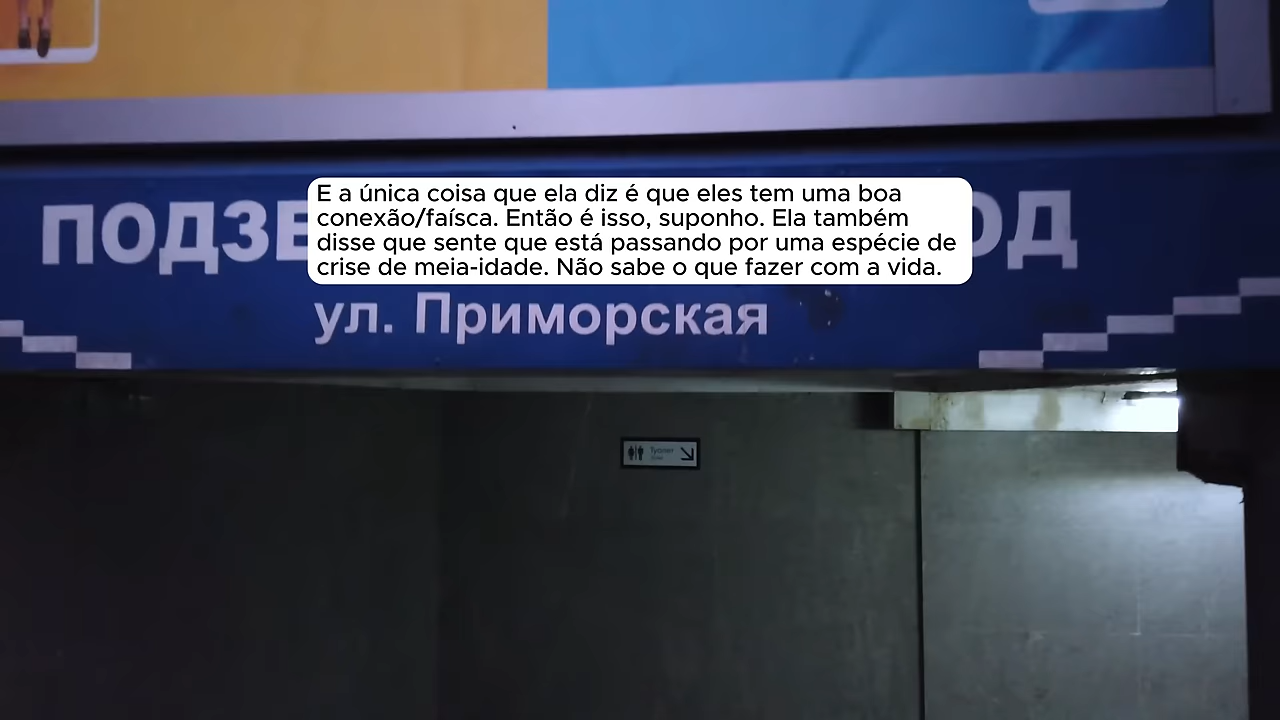 E a única coisa que ela diz é que eles tem uma boa
conexão/faísca. Então é isso, suponho. Ela também
disse que sente que está passando por uma espécie de
crise de meia-idade. Não sabe o que fazer com a vida.
ул. Приморская
Туалет